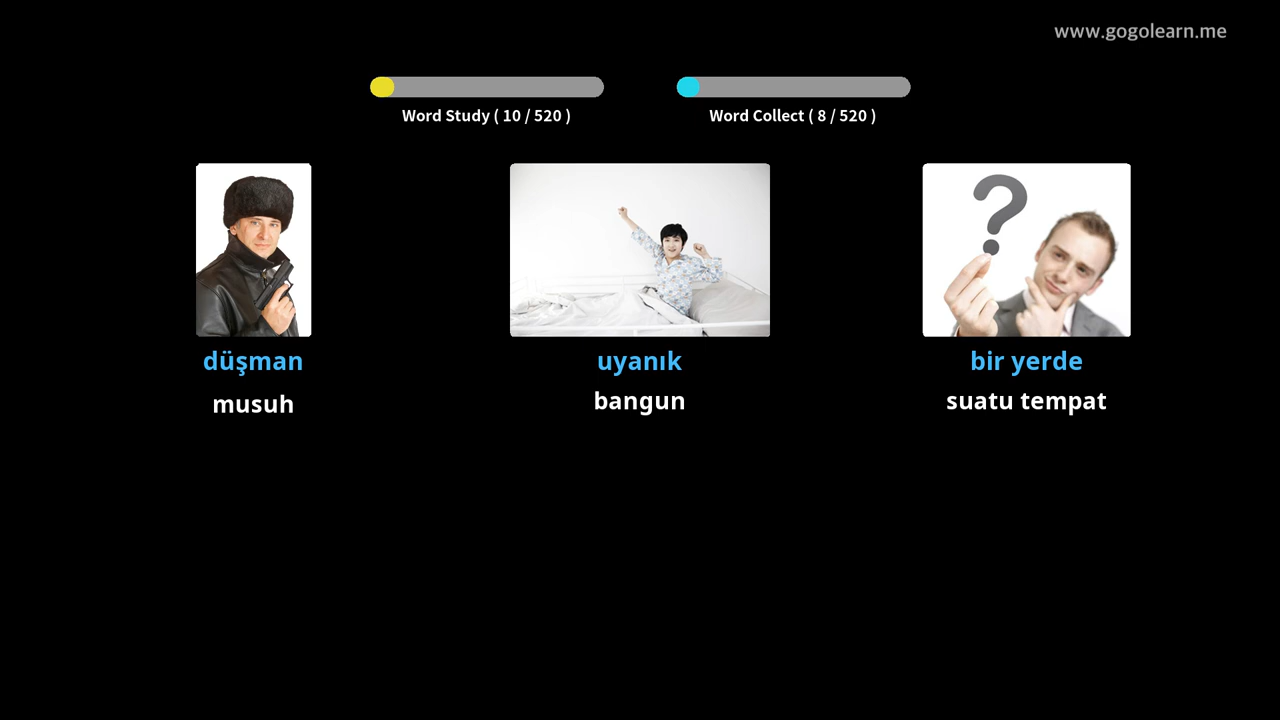 www.gogolearn.me
Word Study ( 10 / 520 )
Word Collect ( 8 / 520 )
düşman
uyanık
bir yerde
musuh
bangun
suatu tempat